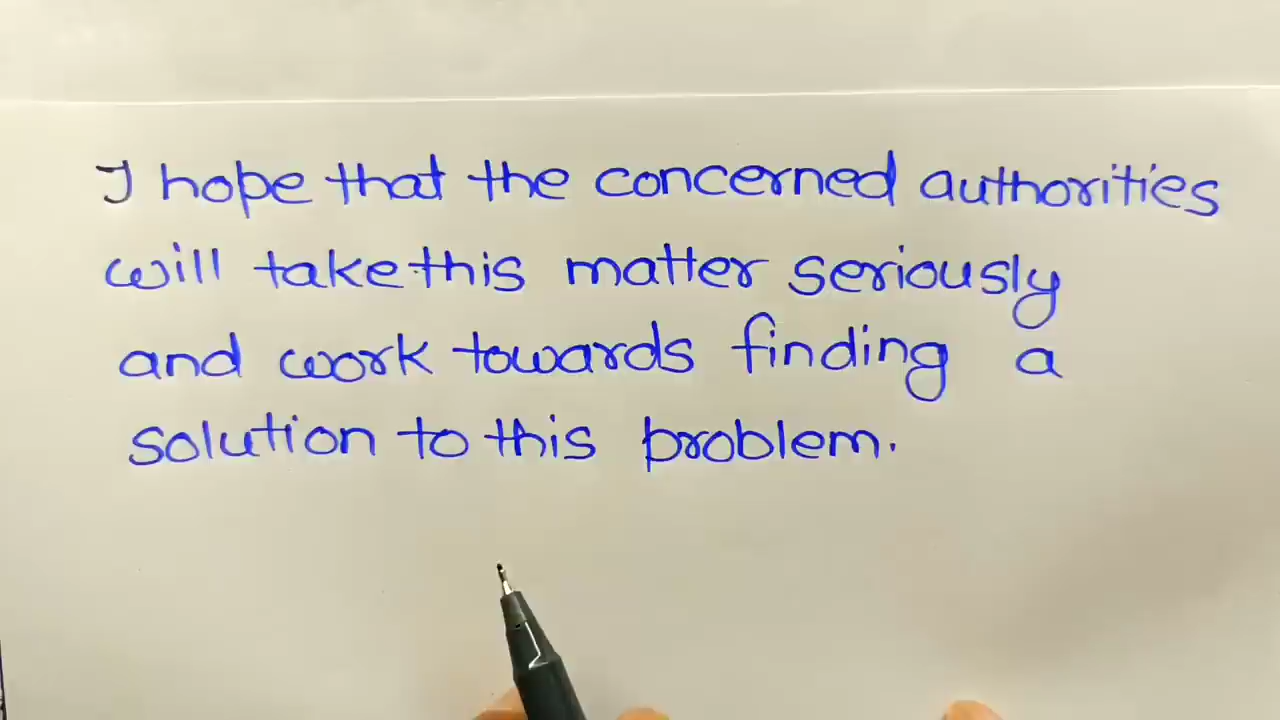 I hope that the concerned authorities
will take this matter seriously
and work towards finding a
solution to this problem.